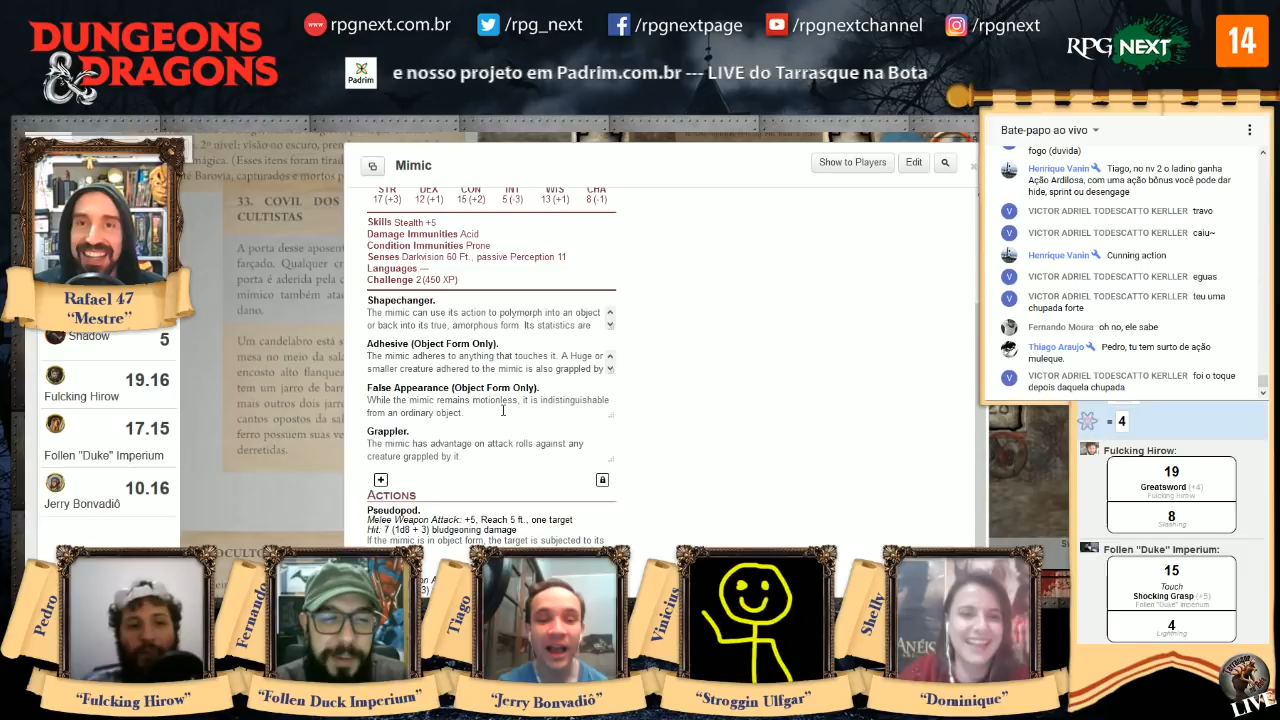 DUNGEONS
& DRAGONS
www rpgnext.com.br
/rpg_next
/rpgnextpage
/rpgnextchannel
/rpgnext
RPG NEXT
14
Padrim
e nosso projeto em Padrim.com.br --- LIVE do Tarrasque na Bota
Rafael 47
"Mestre"
Shadow 5
19.16
Fulcking Hirow
17.15
Follen "Duke" Imperium
10.16
Jerry Bonvadiô
33. COVIL DOS
CULTISTAS
Mimic
Show to Players
Edit
STR DEX CON INT WIS CHA
17 (+3) 12 (+1) 15 (+2) 5 (-3) 13 (+1) 8 (-1)
Skills Stealth +5
Damage Immunities Acid
Condition Immunities Prone
Senses Darkvision 60 Ft., passive Perception 11
Languages —
Challenge 2 (450 XP)
Shapechanger.
The mimic can use its action to polymorph into an object
or back into its true, amorphous form. Its statistics are
Adhesive (Object Form Only).
The mimic adheres to anything that touches it. A Huge or
smaller creature adhered to the mimic is also grappled by
False Appearance (Object Form Only).
While the mimic remains motionless, it is indistinguishable
from an ordinary object.
Grappler.
The mimic has advantage on attack rolls against any
creature grappled by it.
ACTIONS
Pseudopod.
Melee Weapon Attack: +5, Reach 5 ft., one target
Hit: 7 (1d8 + 3) bludgeoning damage
If the mimic is in object form, the target is subjected to its
Bate-papo ao vivo
fogo (duvida)
Henrique Vanin Tiago, no nv 2 o ladino ganha
Ação Ardilosa, com uma ação bônus você pode dar
hide, sprint ou desengage
VICTOR ADRIEL TODESCATTO KERLLER travo
VICTOR ADRIEL TODESCATTO KERLLER caiu~
Henrique Vanin Cunning action
VICTOR ADRIEL TODESCATTO KERLLER eguas
VICTOR ADRIEL TODESCATTO KERLLER teu uma
chupada forte
Fernando Moura oh no, ele sabe
Thiago Araujo Pedro, tu tem surto de ação
muleque.
VICTOR ADRIEL TODESCATTO KERLLER foi o toque
depois daquela chupada
= 4
Fulcking Hirow:
19
Greatsword (+4)
Fulcking Hirow
8
Slashing
Follen "Duke" Imperium:
15
Touch
Shocking Grasp (+5)
Follen "Duke" Imperium
4
Lightning
Pedro
"Fulcking Hirow"
Fernando
"Follen Duck Imperium"
Tiago
"Jerry Bonvadiô"
Vinícius
"Stroggin Ulfgar"
Shelly
"Dominique"
LIVE